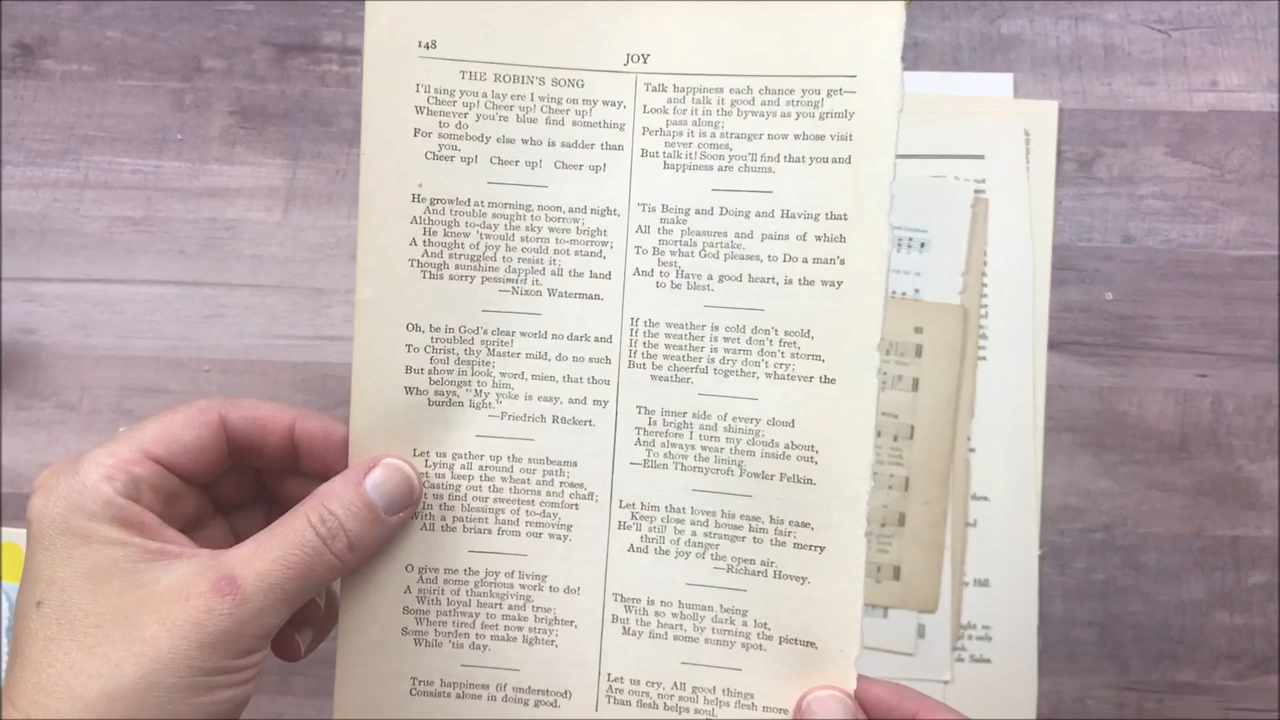 148
JOY
THE ROBIN'S SONG
I'll sing you a lay ere I wing on my way,
Cheer up! Cheer up! Cheer up!
Whenever you're blue find something
to do
For somebody else who is sadder than
you.
Cheer up! Cheer up! Cheer up!
He growled at morning, noon, and night,
And trouble sought to borrow;
Although to-day the sky were bright
He knew 'twould storm to-morrow;
A thought of joy he could not stand,
And struggled to resist it;
Though sunshine dappled all the land
This sorry pessimist it.
—Nixon Waterman.
Oh, be in God's clear world no dark and
troubled sprite!
To Christ, thy Master mild, do no such
foul despite;
But show in look, word, mien, that thou
belongst to him,
Who says, "My yoke is easy, and my
burden light."
—Friedrich Rückert.
Let us gather up the sunbeams
Lying all around our path;
et us keep the wheat and roses,
Casting out the thorns and chaff;
t us find our sweetest comfort
In the blessings of to-day,
With a patient hand removing
All the briars from our way.
O give me the joy of living
And some glorious work to do!
A spirit of thanksgiving,
With loyal heart and true;
Some pathway to make brighter,
Where tired feet now stray;
Some burden to make lighter,
While 'tis day.
True happiness (if understood)
Consists alone in doing good.
Talk happiness each chance you get—
and talk it good and strong!
Look for it in the byways as you grimly
pass along;
Perhaps it is a stranger now whose visit
never comes,
But talk it! Soon you'll find that you and
happiness are chums.
'Tis Being and Doing and Having that
make
All the pleasures and pains of which
mortals partake.
To Be what God pleases, to Do a man's
best,
And to Have a good heart, is the way
to be blest.
If the weather is cold don't scold,
If the weather is wet don't fret,
If the weather is warm don't storm,
If the weather is dry don't cry;
But be cheerful together, whatever the
weather.
The inner side of every cloud
Is bright and shining;
Therefore I turn my clouds about,
And always wear them inside out,
To show the lining.
—Ellen Thornycroft Fowler Felkin.
Let him that loves his ease, his ease,
Keep close and house him fair;
He'll still be a stranger to the merry
thrill of danger
And the joy of the open air.
—Richard Hovey.
There is no human being
With so wholly dark a lot,
But the heart, by turning the picture,
May find some sunny spot.
Let us cry, All good things
Are ours, nor soul helps flesh more
Than flesh helps soul.